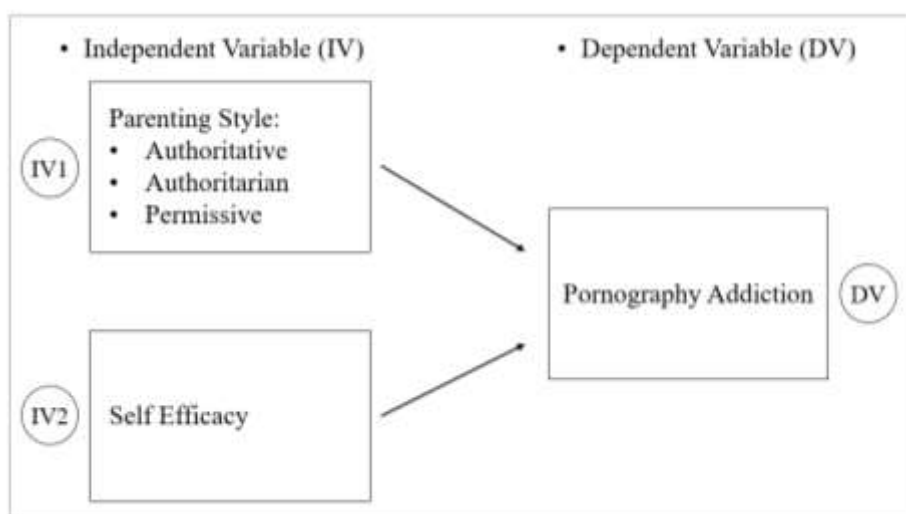 • Independent Variable (IV)
• Dependent Variable (DV)
IV1
Parenting Style:
• Authoritative
• Authoritarian
• Permissive
Pornography Addiction
DV
IV2
Self Efficacy